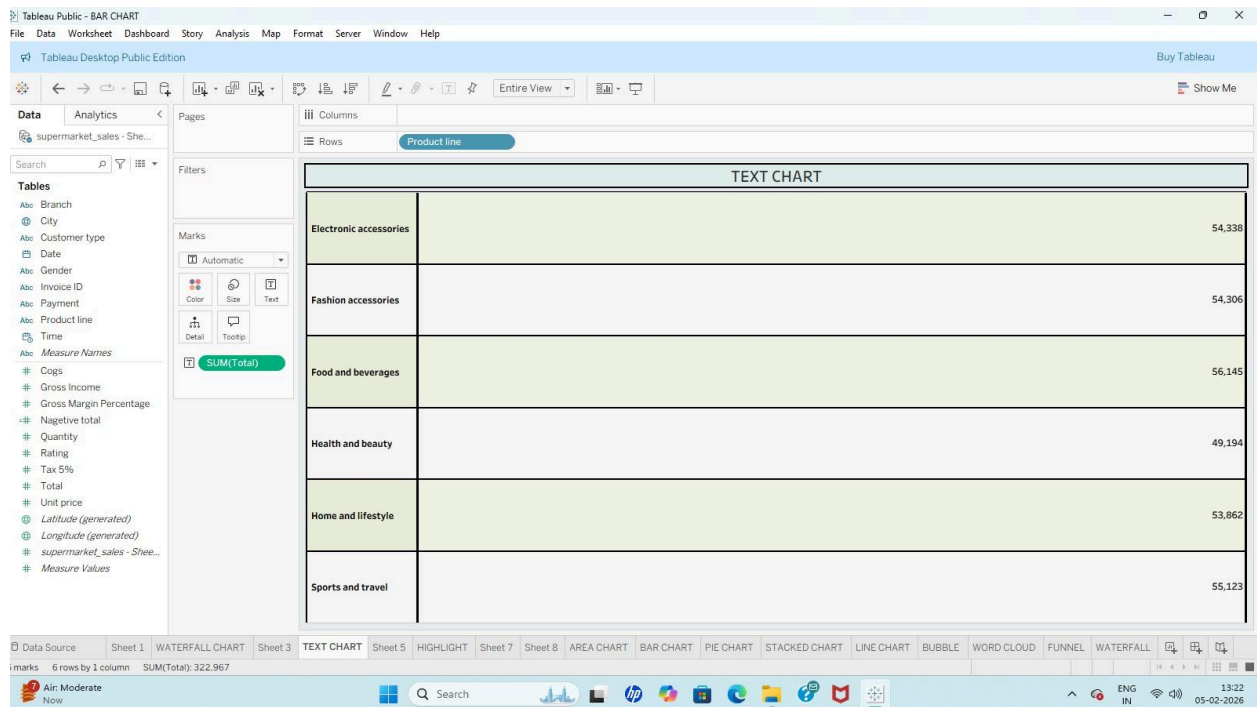 Tableau Public - BAR CHART
File Data Worksheet Dashboard Story Analysis Map Format Server Window Help
Tableau Desktop Public Edition
Buy Tableau
Entire View
Show Me
Data Analytics
Pages
Columns
supermarket_sales - She...
Rows
Product line
Search
Filters
TEXT CHART
Tables
Abc Branch
City
Abc Customer type
Date
Abc Gender
Abc Invoice ID
Abc Payment
Abc Product line
Time
Abc Measure Names
# Cogs
# Gross Income
# Gross Margin Percentage
=# Nagetive total
# Quantity
# Rating
# Tax 5%
# Total
# Unit price
Latitude (generated)
Longitude (generated)
# supermarket_sales - Shee...
# Measure Values
Marks
T Automatic
Color Size Text
Detail Tooltip
T SUM(Total)
Electronic accessories 54,338
Fashion accessories 54,306
Food and beverages 56,145
Health and beauty 49,194
Home and lifestyle 53,862
Sports and travel 55,123
Data Source Sheet 1 WATERFALL CHART Sheet 3 TEXT CHART Sheet 5 HIGHLIGHT Sheet 7 Sheet 8 AREA CHART BAR CHART PIE CHART STACKED CHART LINE CHART BUBBLE WORD CLOUD FUNNEL WATERFALL
marks 6 rows by 1 column SUM(Total): 322,967
7
Air: Moderate
Now
Search
hp
ENG
IN
13:22
05-02-2026